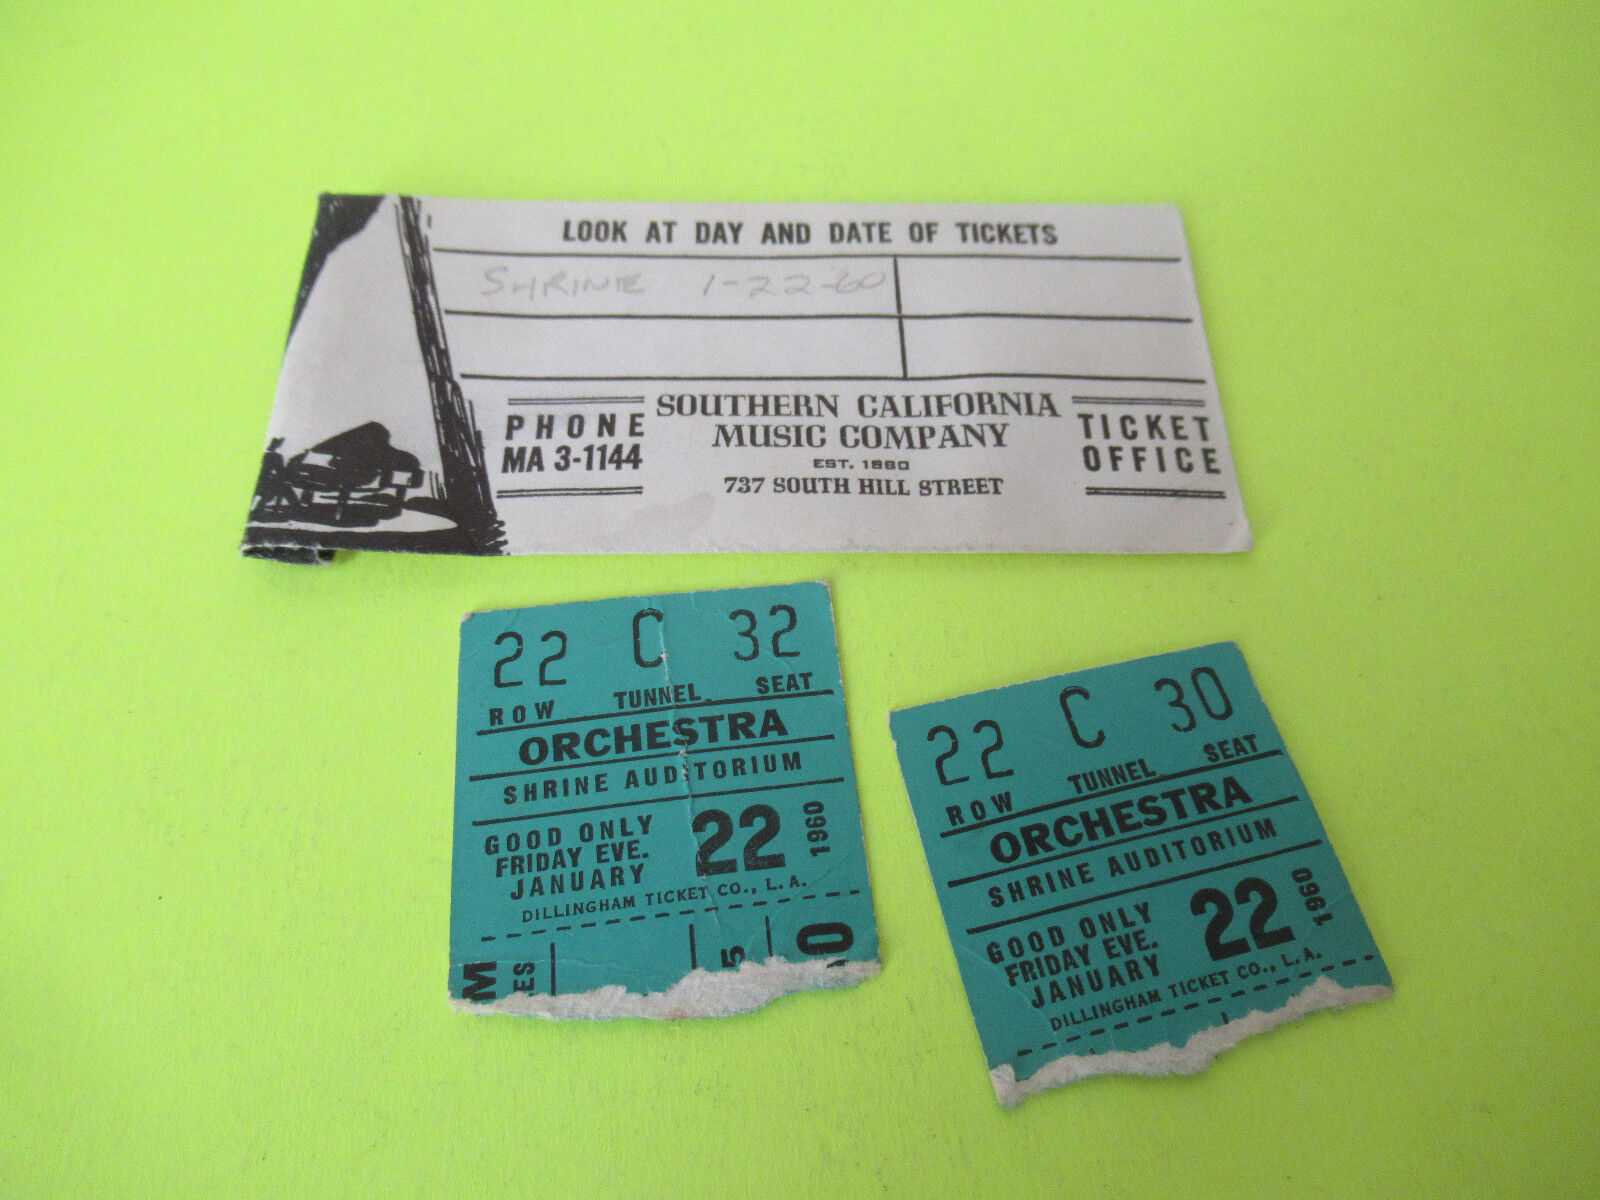 LOOK AT DAY AND DATE OF TICKETS
SHRINE 1-22-60
PHONE
MA 3-1144
SOUTHERN CALIFORNIA
MUSIC COMPANY
EST. 1880
737 SOUTH HILL STREET
TICKET
OFFICE
22 C 32
ROW TUNNEL SEAT
ORCHESTRA
SHRINE AUDITORIUM
GOOD ONLY
FRIDAY EVE.
JANUARY
22
1960
DILLINGHAM TICKET CO., L.A.
M
ES
5
22 C 30
ROW TUNNEL SEAT
ORCHESTRA
SHRINE AUDITORIUM
GOOD ONLY
FRIDAY EVE.
JANUARY
22
1960
DILLINGHAM TICKET CO., L.A.